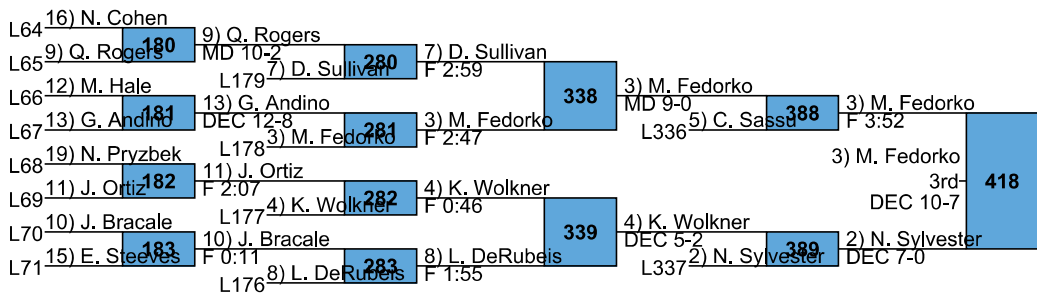 16) N. Cohen
L64
180
9) Q. Rogers
MD 10-2
9) Q. Rogers
L65
280
7) D. Sullivan
F 2:59
7) D. Sullivan
L179
12) M. Hale
L66
338
3) M. Fedorko
MD 9-0
181
13) G. Andino
DEC 12-8
13) G. Andino
L67
281
3) M. Fedorko
F 2:47
3) M. Fedorko
L178
5) C. Sassu
L336
388
3) M. Fedorko
F 3:52
19) N. Pryzbek
L68
182
11) J. Ortiz
F 2:07
11) J. Ortiz
L69
282
4) K. Wolkner
F 0:46
4) K. Wolkner
L177
3) M. Fedorko
3rd
DEC 10-7
418
10) J. Bracale
L70
339
4) K. Wolkner
DEC 5-2
183
10) J. Bracale
F 0:11
15) E. Steeves
L71
283
8) L. DeRubeis
F 1:55
8) L. DeRubeis
L176
389
2) N. Sylvester
DEC 7-0
2) N. Sylvester
L337